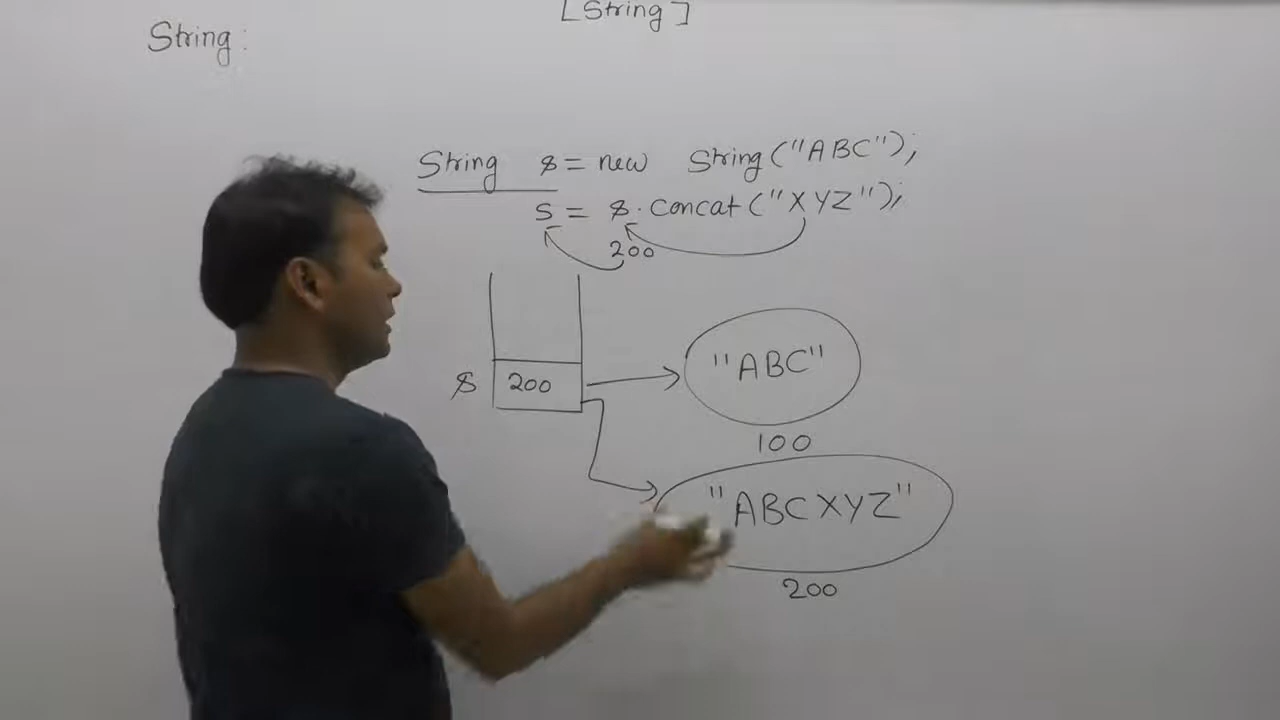 [String]
String:
String s = new String("ABC");
s = s.concat("XYZ");
200
"ABC"
s 200
100
"ABCXYZ"
200